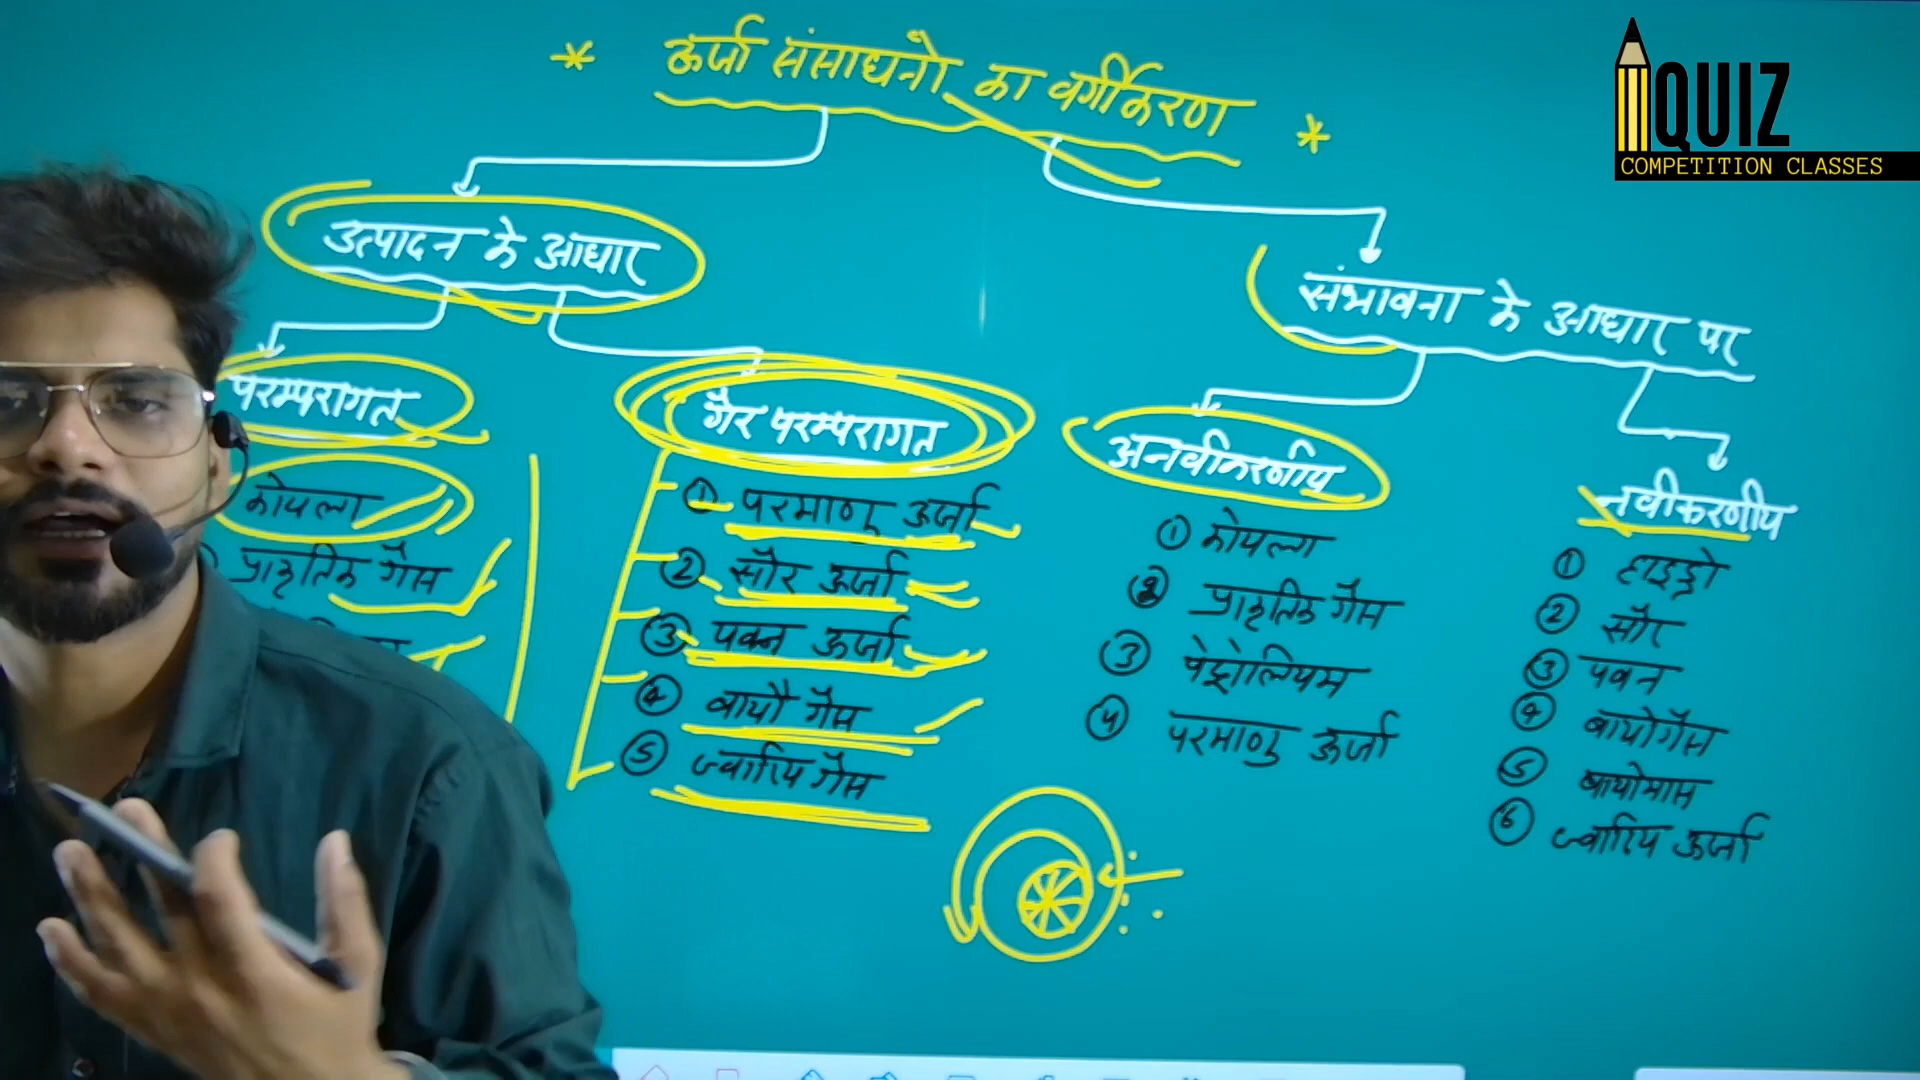 * ऊर्जा संसाधनो का वर्गीकरण *
QUIZ
COMPETITION CLASSES
उत्पादन के आधार
संभावना के आधार पर
परम्परागत
गैर परम्परागत
अनवीकरणीय
नवीकरणीय
कोयला
प्राकृतिक गैस
① परमाणु ऊर्जा
② सौर ऊर्जा
③ पवन ऊर्जा
④ बायो गैस
⑤ ज्वारिय गैस
① कोयला
② प्राकृतिक गैस
③ पेट्रोलियम
④ परमाणु ऊर्जा
① हाइड्रो
② सौर
③ पवन
④ बायोगैस
⑤ बायोमास
⑥ ज्वारिय ऊर्जा